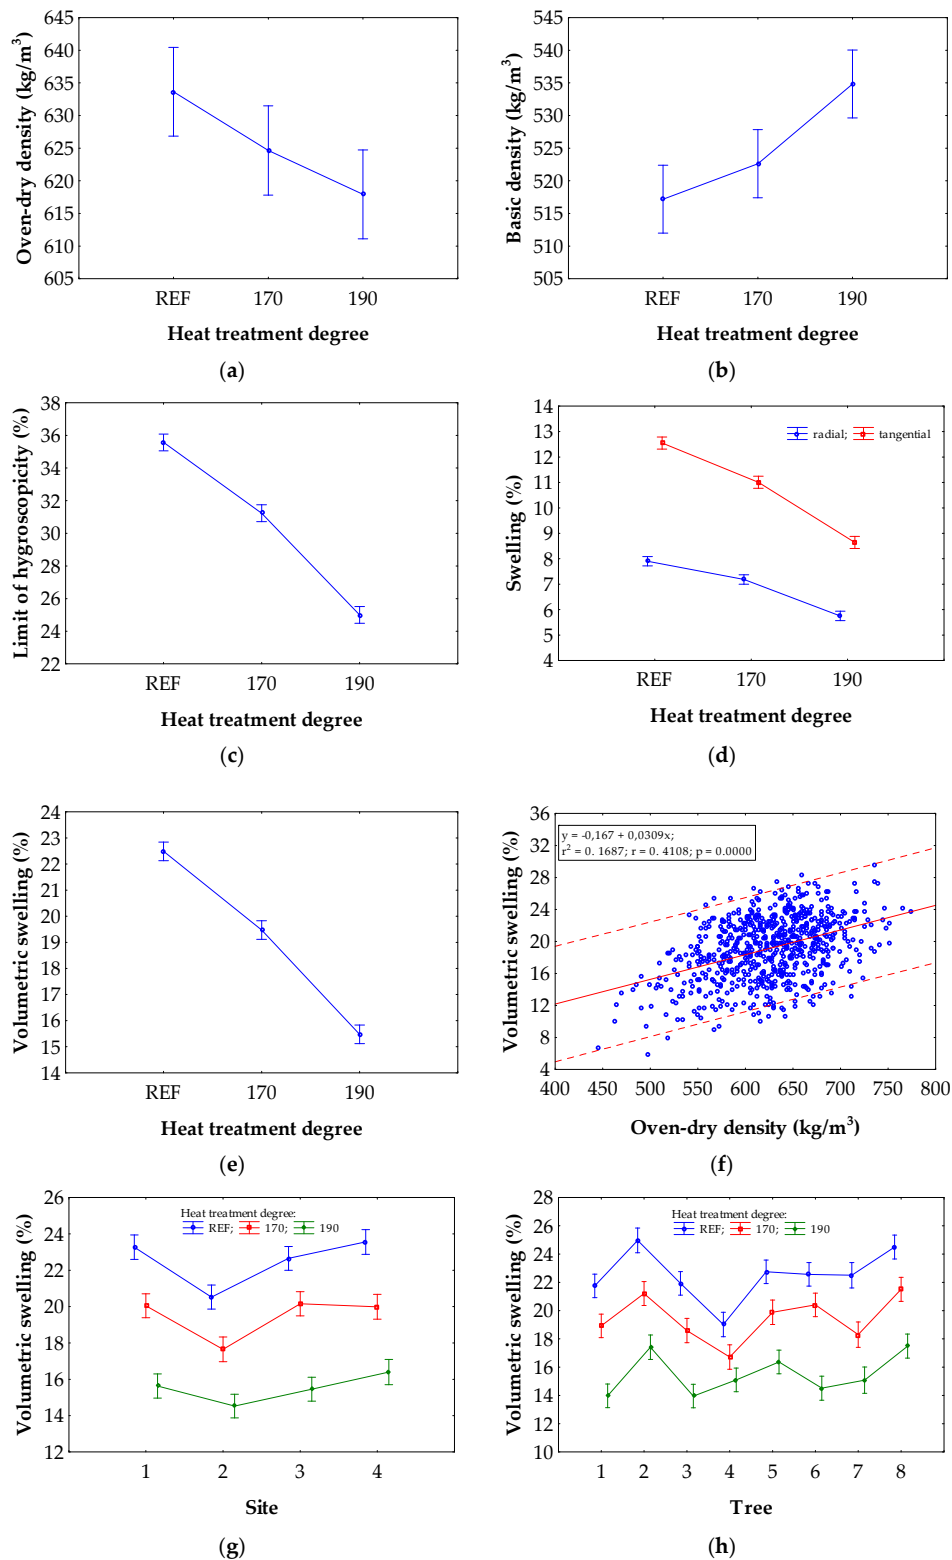 Oven-dry density (kg/m³)
645
640
635
630
625
620
615
610
605
REF 170 190
Heat treatment degree
(a)
Basic density (kg/m³)
545
540
535
530
525
520
515
510
505
REF 170 190
Heat treatment degree
(b)
Limit of hygroscopicity (%)
38
36
34
32
30
28
26
24
22
REF 170 190
Heat treatment degree
(c)
Swelling (%)
14
13
12
11
10
9
8
7
6
5
4
radial; tangential
REF 170 190
Heat treatment degree
(d)
Volumetric swelling (%)
24
23
22
21
20
19
18
17
16
15
14
REF 170 190
Heat treatment degree
(e)
Volumetric swelling (%)
36
32
28
24
20
16
12
8
4
y = -0,167 + 0,0309x;
r² = 0. 1687; r = 0. 4108; p = 0.0000
400 450 500 550 600 650 700 750 800
Oven-dry density (kg/m³)
(f)
Volumetric swelling (%)
26
24
22
20
18
16
14
12
Heat treatment degree:
REF; 170; 190
1 2 3 4
Site
(g)
Volumetric swelling (%)
28
26
24
22
20
18
16
14
12
10
Heat treatment degree:
REF; 170; 190
1 2 3 4 5 6 7 8
Tree
(h)